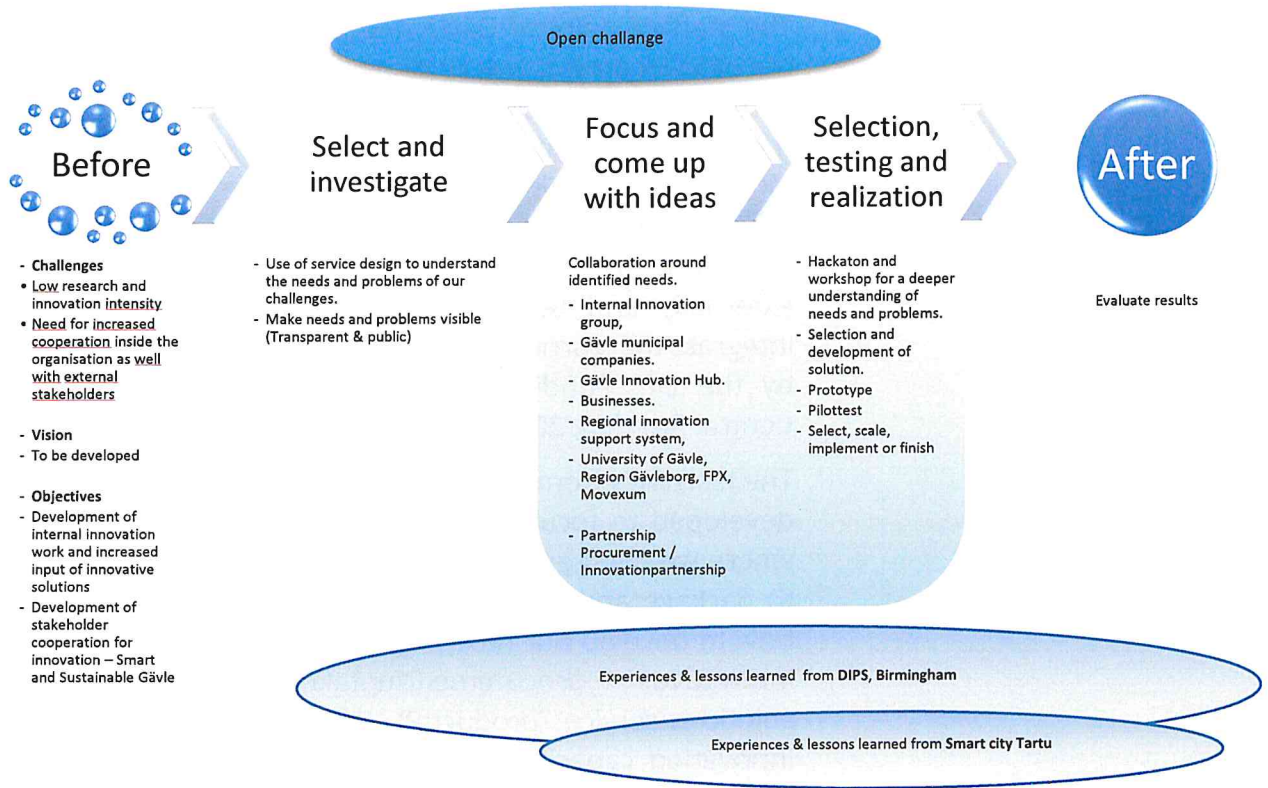 Open challange
Before
Select and
investigate
Focus and
come up
with ideas
Selection,
testing and
realization
After
- Challenges
• Low research and
innovation intensity
• Need for increased
cooperation inside the
organisation as well
with external
stakeholders
- Vision
- To be developed
- Objectives
- Development of
internal innovation
work and increased
input of innovative
solutions
- Development of
stakeholder
cooperation for
innovation – Smart
and Sustainable Gävle
- Use of service design to understand
the needs and problems of our
challenges.
- Make needs and problems visible
(Transparent & public)
Collaboration around
identified needs.
- Internal Innovation
group,
- Gävle municipal
companies.
- Gävle Innovation Hub.
- Businesses.
- Regional innovation
support system,
- University of Gävle,
Region Gävleborg, FPX,
Movexum
- Partnership
Procurement /
Innovationpartnership
- Hackaton and
workshop for a deeper
understanding of
needs and problems.
- Selection and
development of
solution.
- Prototype
- Pilottest
- Select, scale,
implement or finish
Evaluate results
Experiences & lessons learned from DIPS, Birmingham
Experiences & lessons learned from Smart city Tartu